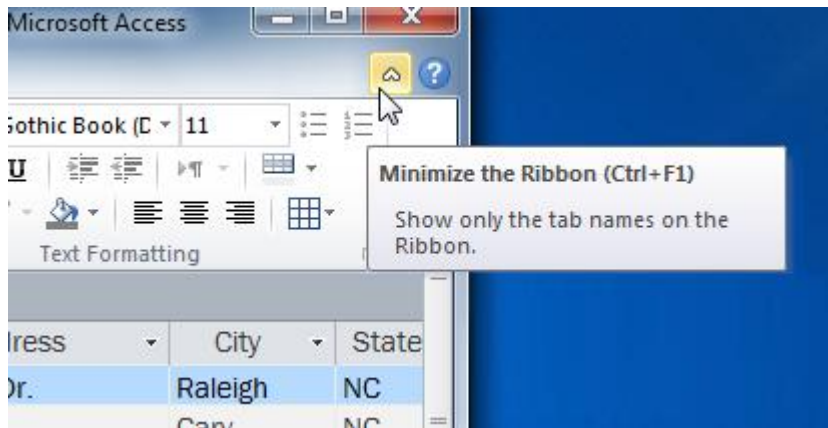 Microsoft Access
Gothic Book (D
11
U
Minimize the Ribbon (Ctrl+F1)
Show only the tab names on the
Ribbon.
Text Formatting
dress City State
Dr. Raleigh NC
Cary NC